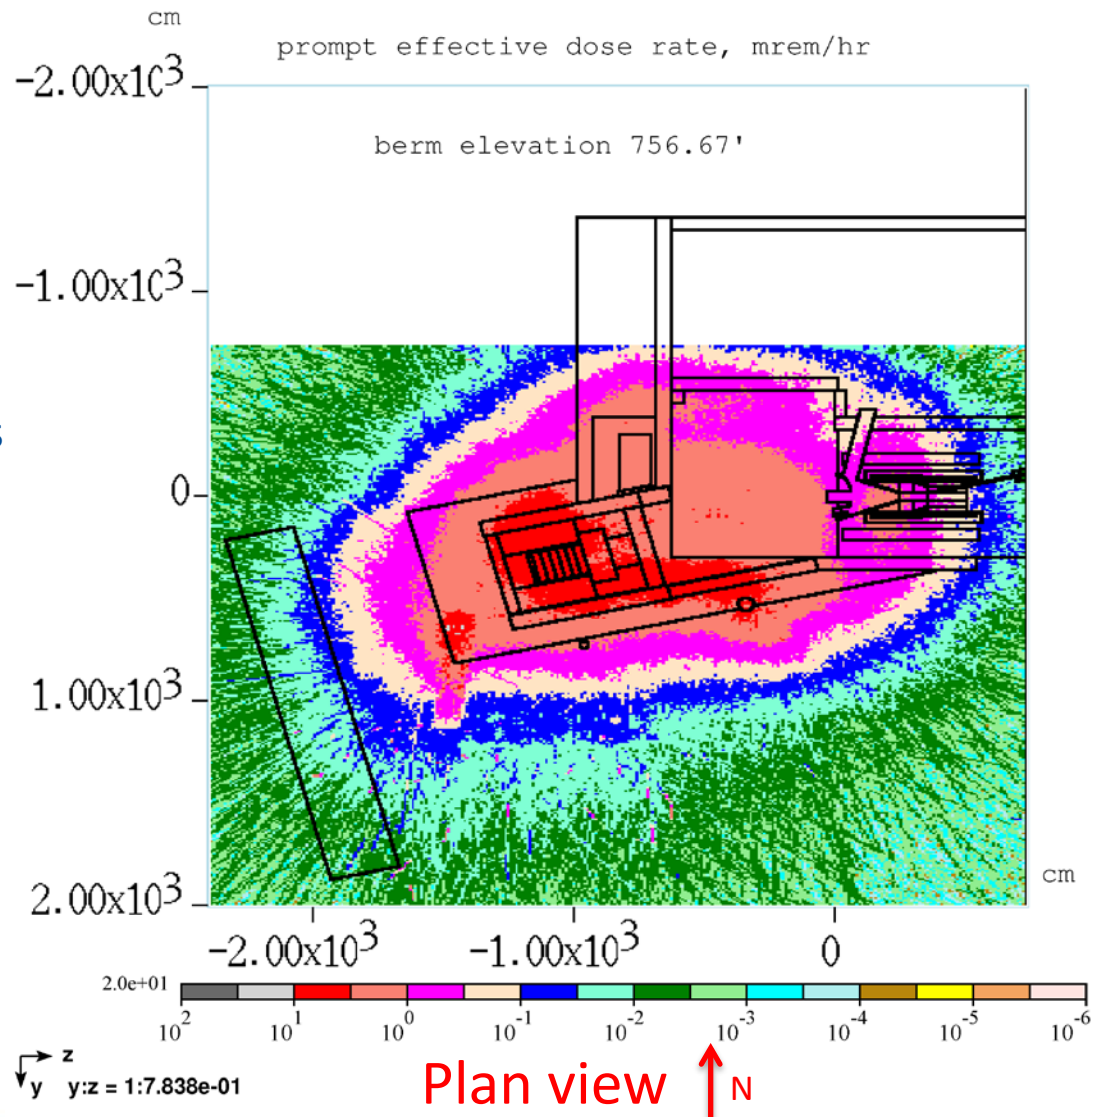 cm
prompt effective dose rate, mrem/hr
-2.00x10³
berm elevation 756.67'
-1.00x10³
s
0
1.00x10³
cm
2.00x10³
-2.00x10³ -1.00x10³ 0
2.0e+01
10² 10¹ 10⁰ 10⁻¹ 10⁻² 10⁻³ 10⁻⁴ 10⁻⁵ 10⁻⁶
z
y y:z = 1:7.838e-01
Plan view N